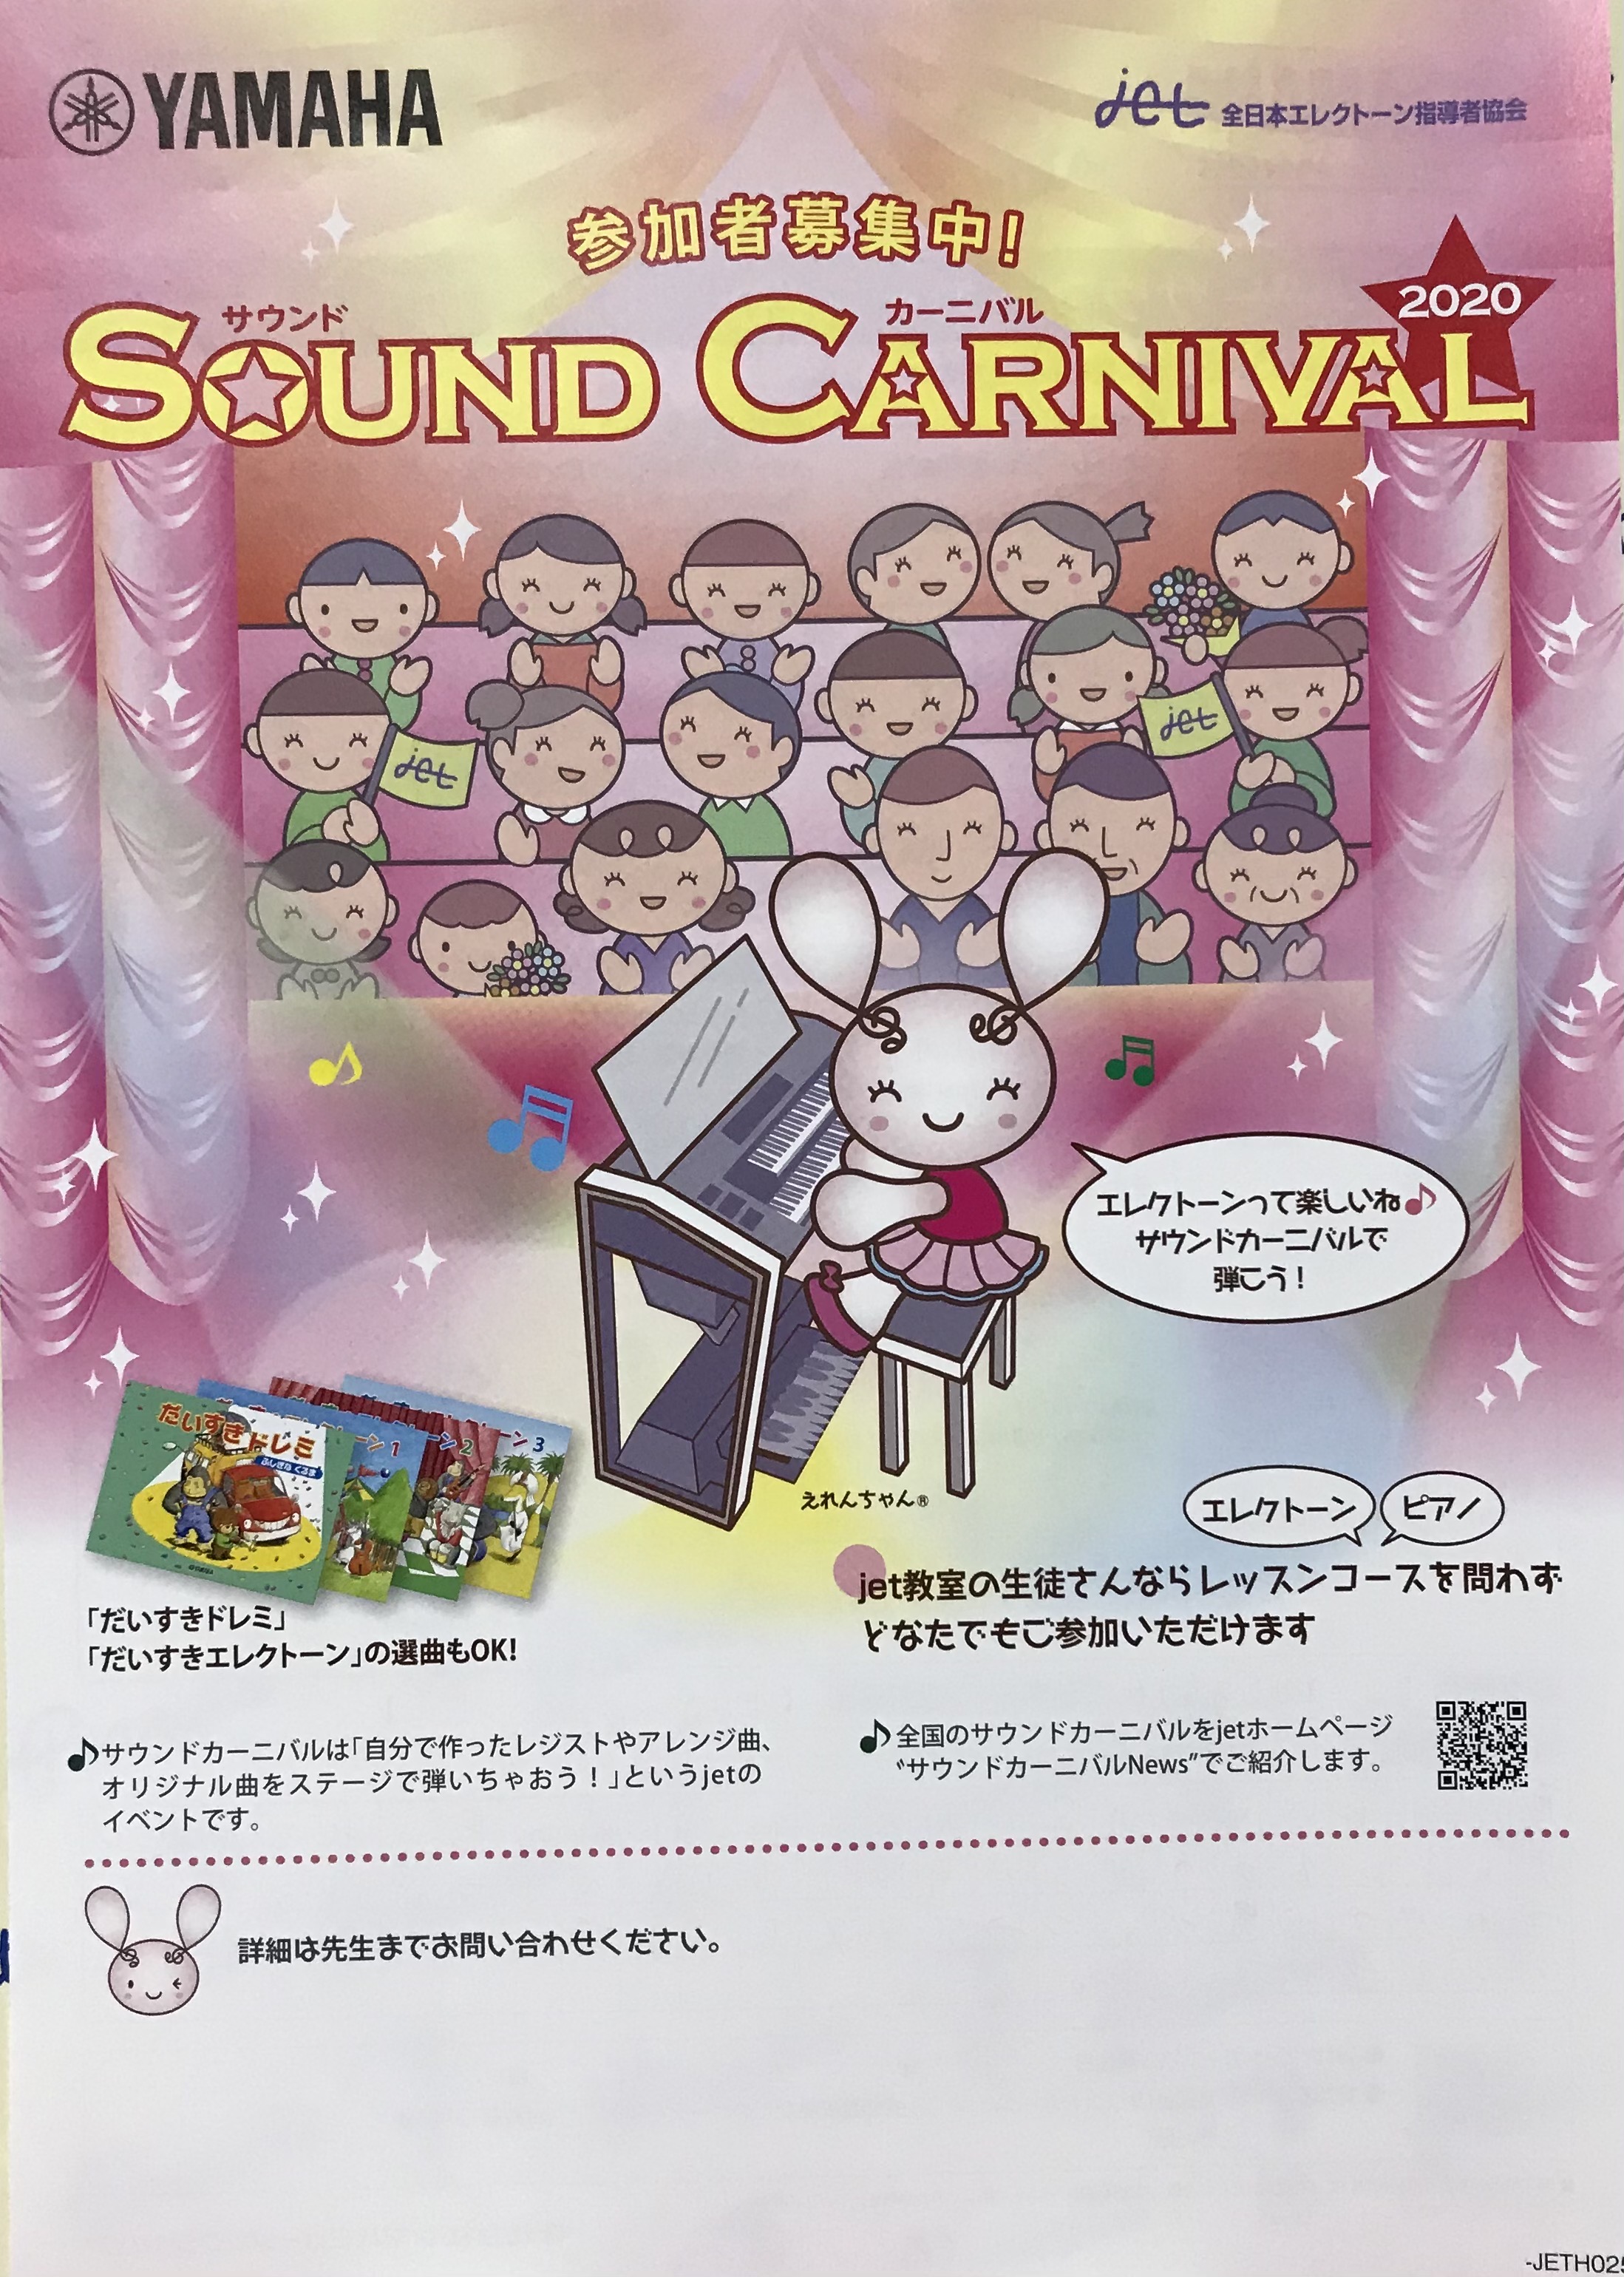 YAMAHA
jet 全日本エレクトーン指導者協会
参加者募集中！
サウンド カーニバル
SOUND CARNIVAL
2020
jet
jet
エレクトーンって楽しいね♪
サウンドカーニバルで
弾こう！
だいすきドレミ
ふしぎな くるま
ーン 1
ーン 2
ーン 3
えれんちゃん®
「だいすきドレミ」
「だいすきエレクトーン」の選曲もOK!
エレクトーン
ピアノ
jet教室の生徒さんならレッスンコースを問わず
どなたでもご参加いただけます
♪サウンドカーニバルは「自分で作ったレジストやアレンジ曲、
オリジナル曲をステージで弾いちゃおう！」というjetの
イベントです。
♪全国のサウンドカーニバルをjetホームページ
“サウンドカーニバルNews”でご紹介します。
詳細は先生までお問い合わせください。
-JETH025